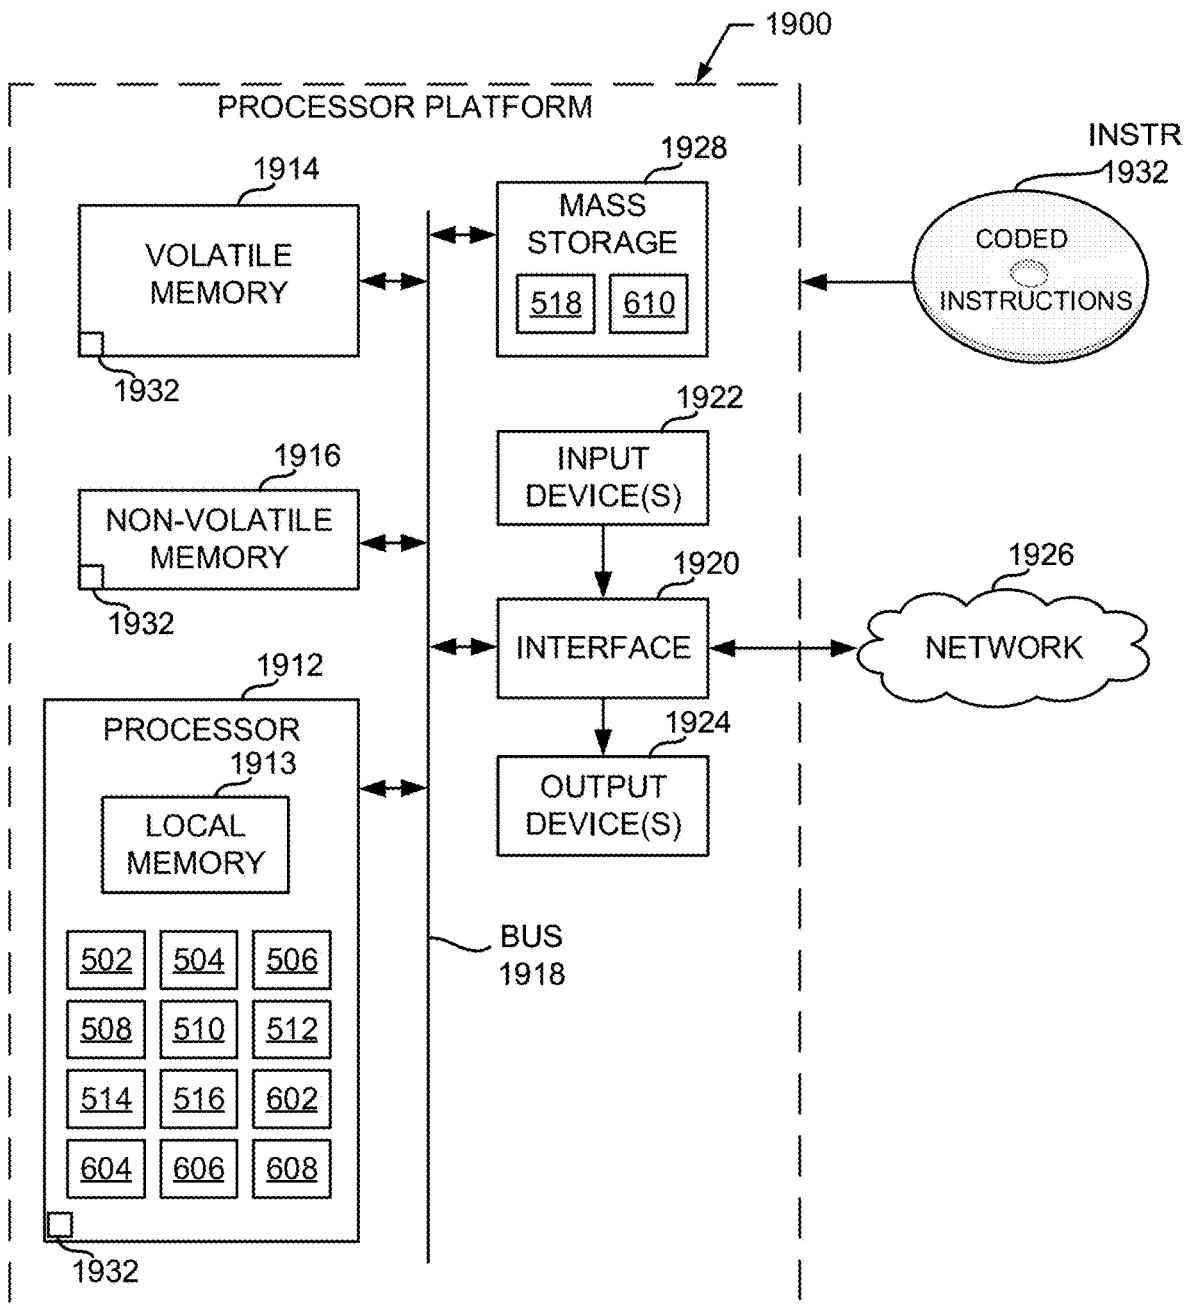 1900
PROCESSOR PLATFORM
1914
VOLATILE
MEMORY
1932
1928
MASS
STORAGE
518 610
INSTR
1932
CODED
INSTRUCTIONS
1916
NON-VOLATILE
MEMORY
1932
1922
INPUT
DEVICE(S)
1920
INTERFACE
1926
NETWORK
1924
OUTPUT
DEVICE(S)
1912
PROCESSOR
1913
LOCAL
MEMORY
502 504 506
508 510 512
514 516 602
604 606 608
1932
BUS
1918